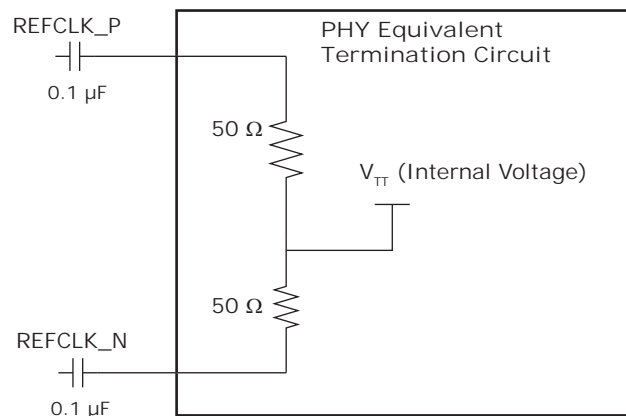 REFCLK_P
0.1 µF
PHY Equivalent
Termination Circuit
50 Ω
V_TT (Internal Voltage)
50 Ω
REFCLK_N
0.1 µF